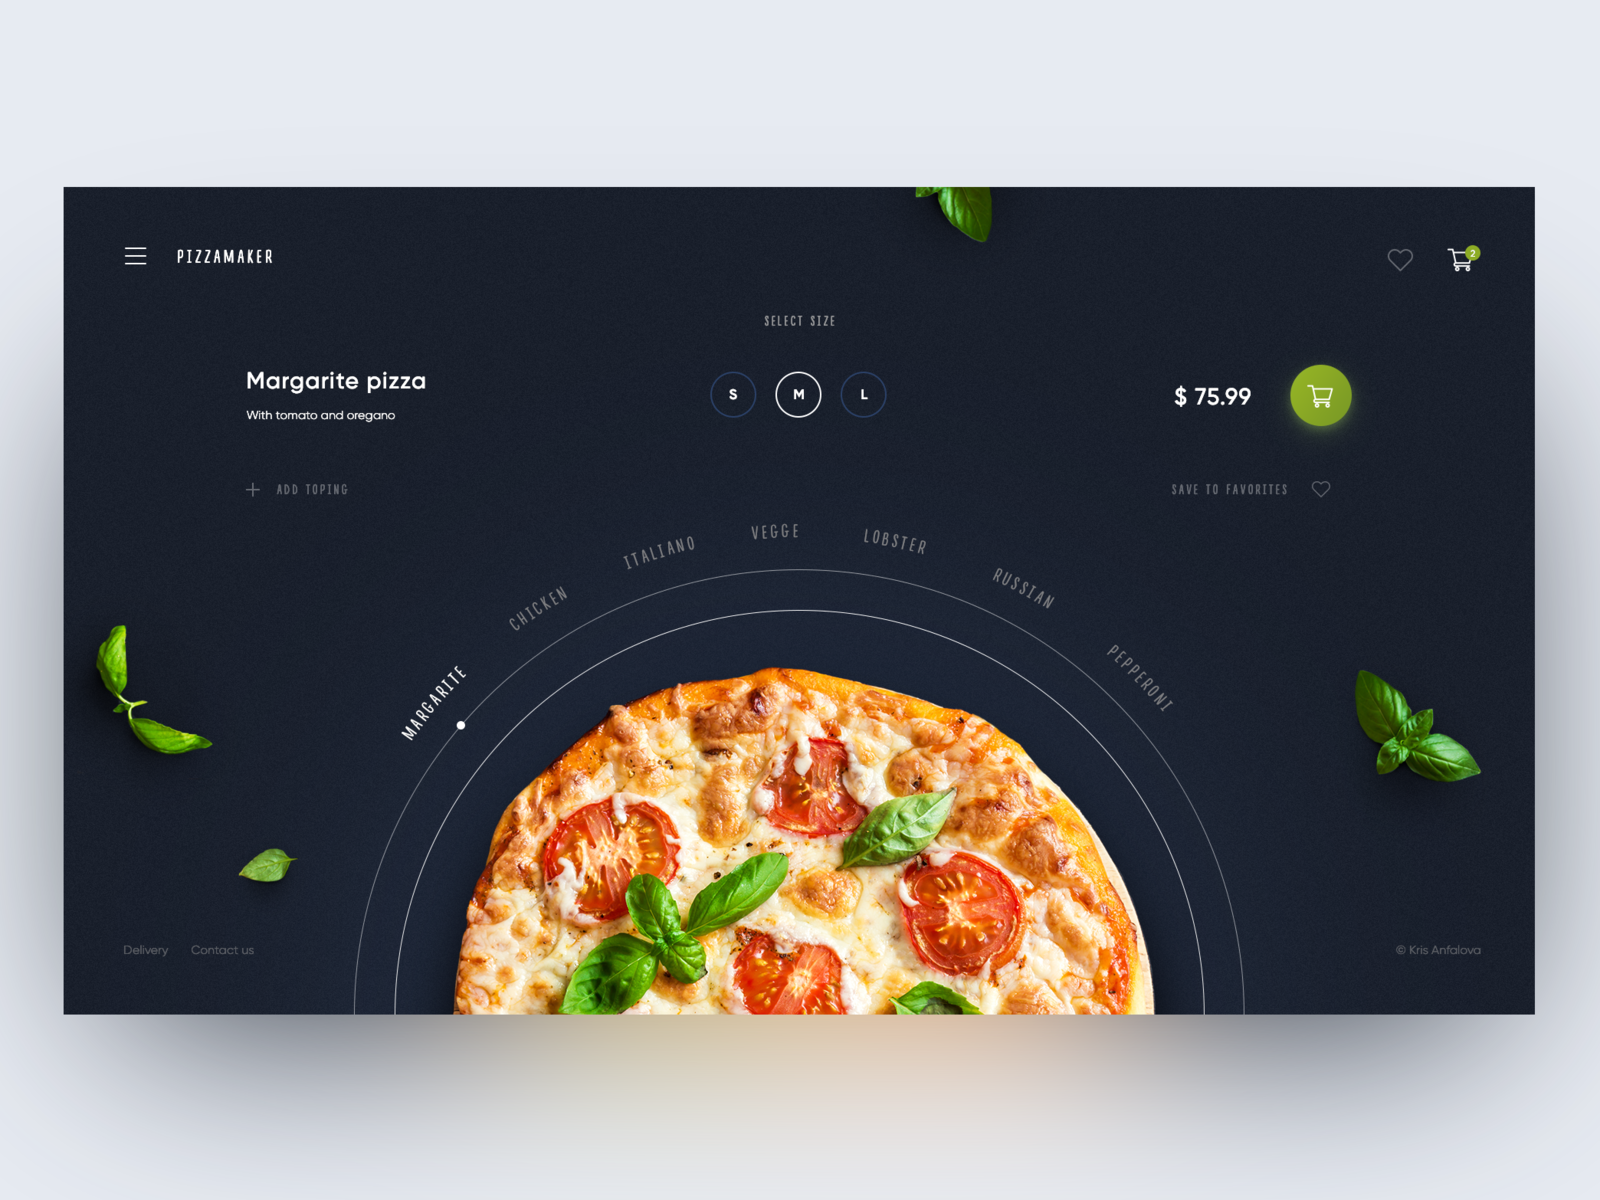 PIZZAMAKER
2
SELECT SIZE
Margarite pizza
With tomato and oregano
S M L
$ 75.99
ADD TOPING
SAVE TO FAVORITES
MARGARITE
CHICKEN
ITALIANO
VEGGE
LOBSTER
RUSSIAN
PEPPERONI
Delivery Contact us
© Kris Anfalova